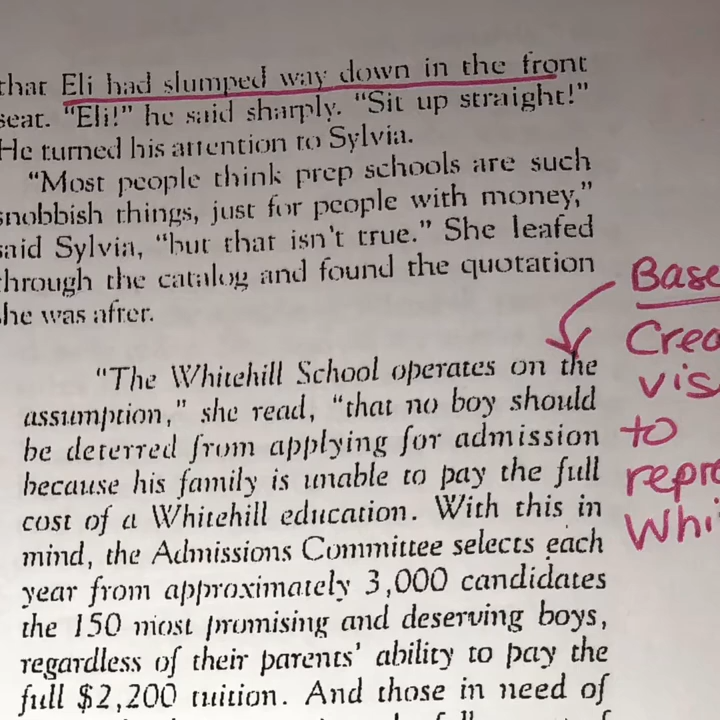 that Eli had slumped way down in the front
seat. "Eli!" he said sharply. "Sit up straight!"
He turned his attention to Sylvia.
"Most people think prep schools are such
snobbish things, just for people with money,"
said Sylvia, "but that isn't true." She leafed
through the catalog and found the quotation
she was after.
"The Whitehill School operates on the
assumption," she read, "that no boy should
be deterred from applying for admission
because his family is unable to pay the full
cost of a Whitehill education. With this in
mind, the Admissions Committee selects each
year from approximately 3,000 candidates
the 150 most promising and deserving boys,
regardless of their parents' ability to pay the
full $2,200 tuition. And those in need of
Base
Crea
vis
to
repre
Whi